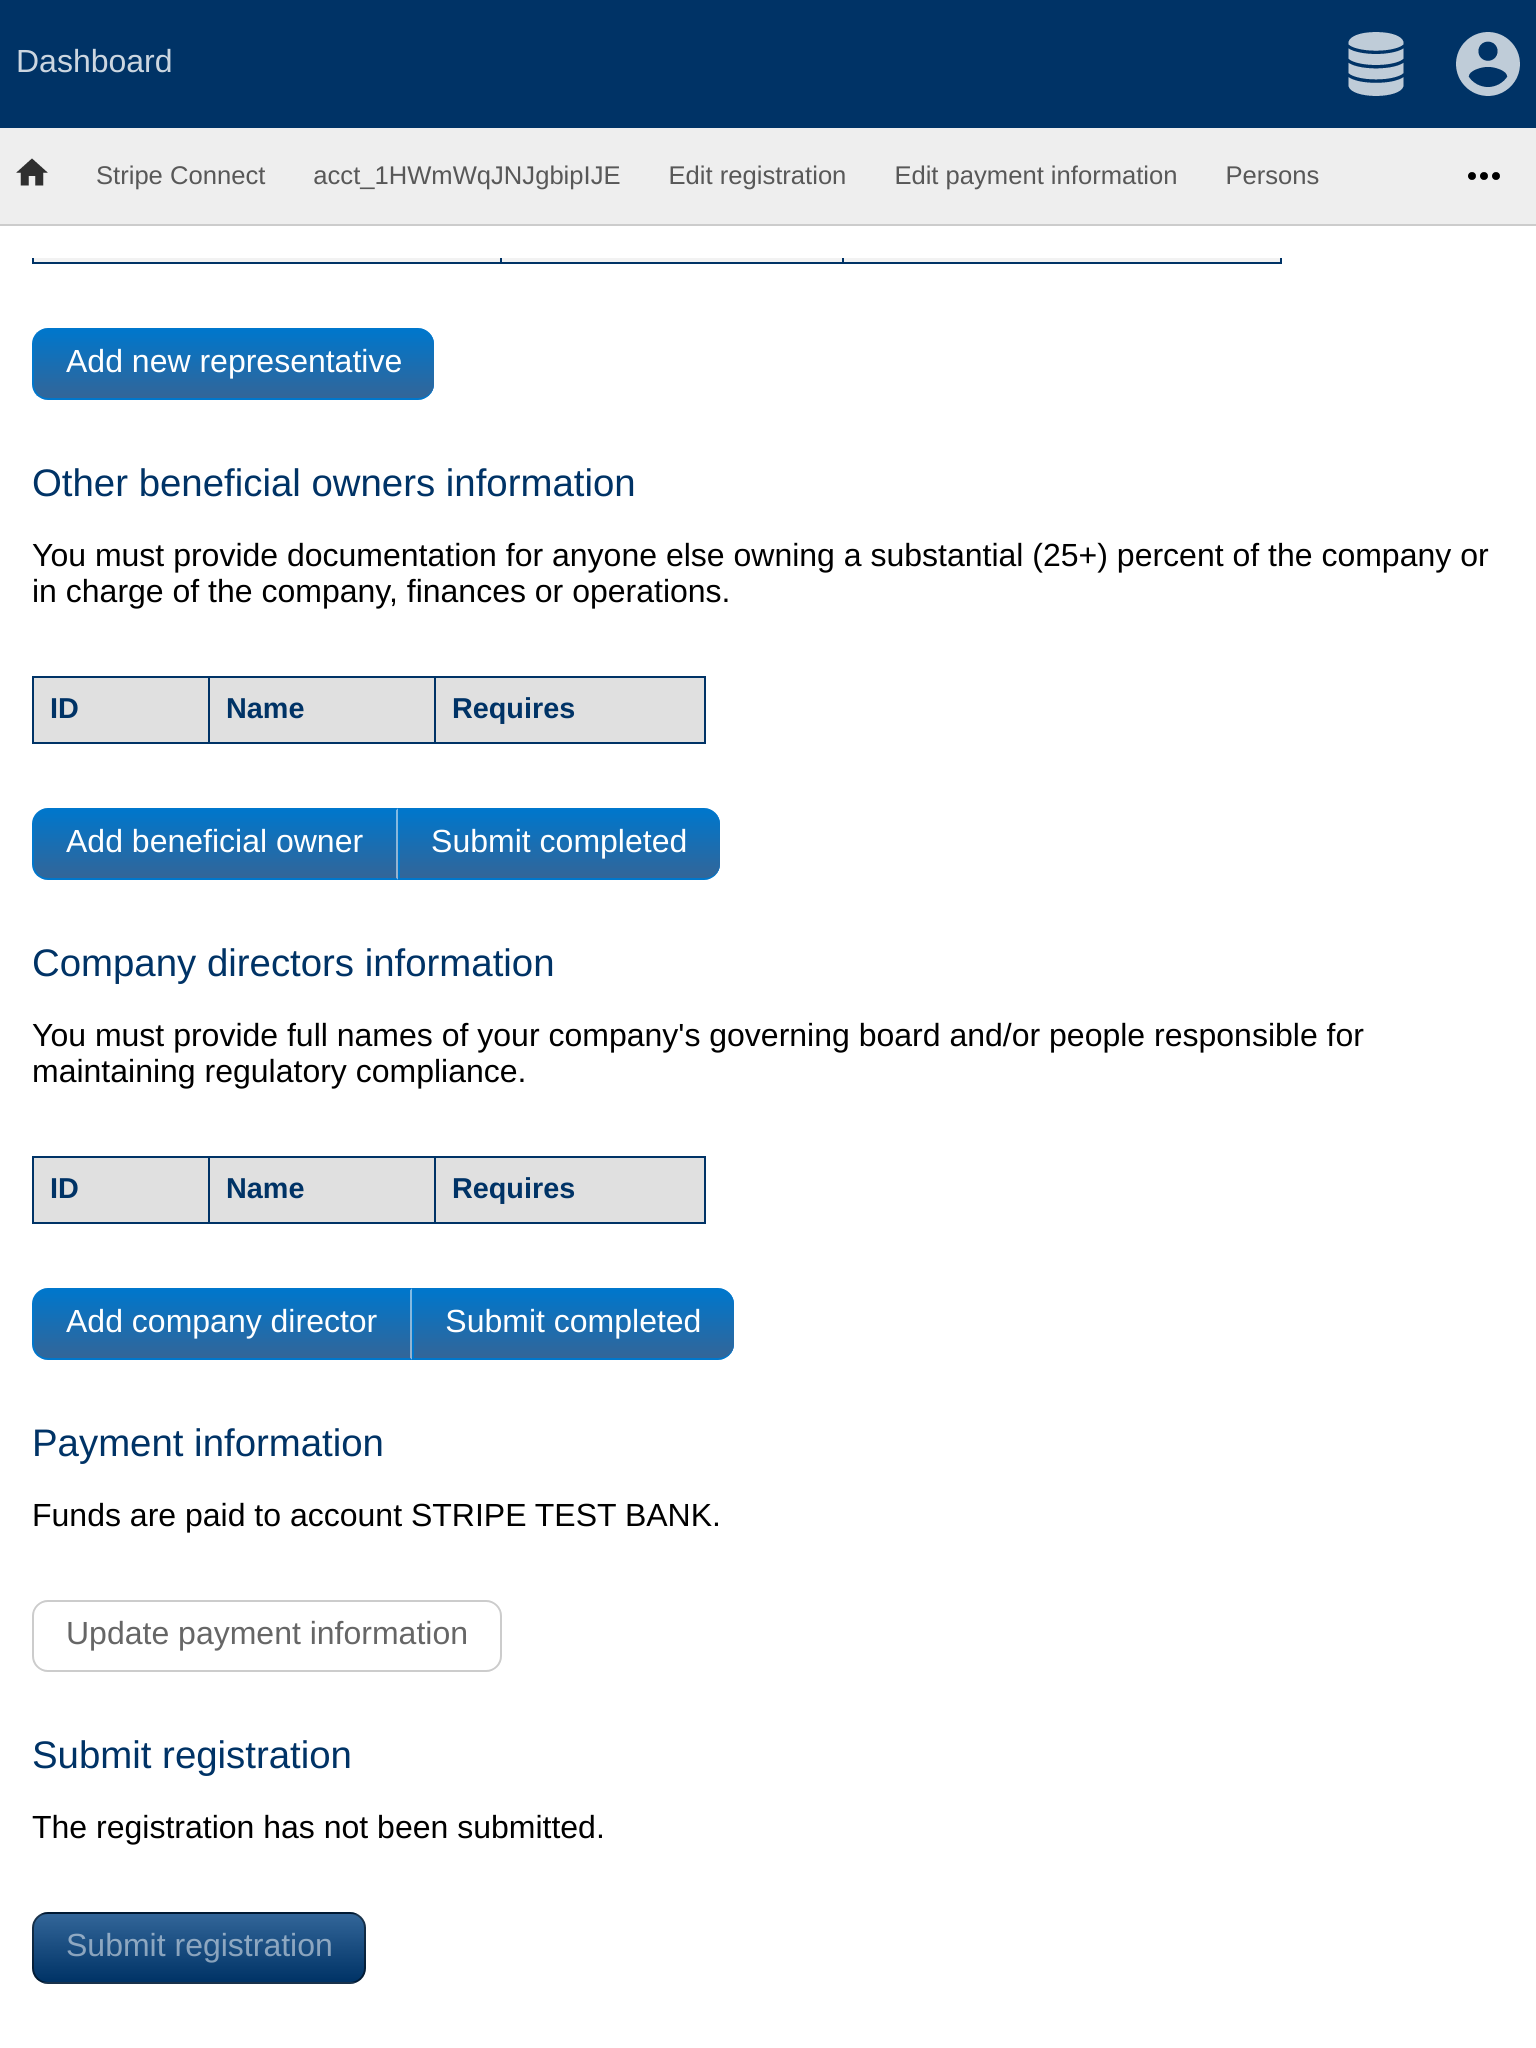 Dashboard
Stripe Connect acct_1HWmWqJNJgbipIJE Edit registration Edit payment information Persons
Add new representative
Other beneficial owners information
You must provide documentation for anyone else owning a substantial (25+) percent of the company or
in charge of the company, finances or operations.
ID Name Requires
Add beneficial owner Submit completed
Company directors information
You must provide full names of your company's governing board and/or people responsible for
maintaining regulatory compliance.
ID Name Requires
Add company director Submit completed
Payment information
Funds are paid to account STRIPE TEST BANK.
Update payment information
Submit registration
The registration has not been submitted.
Submit registration